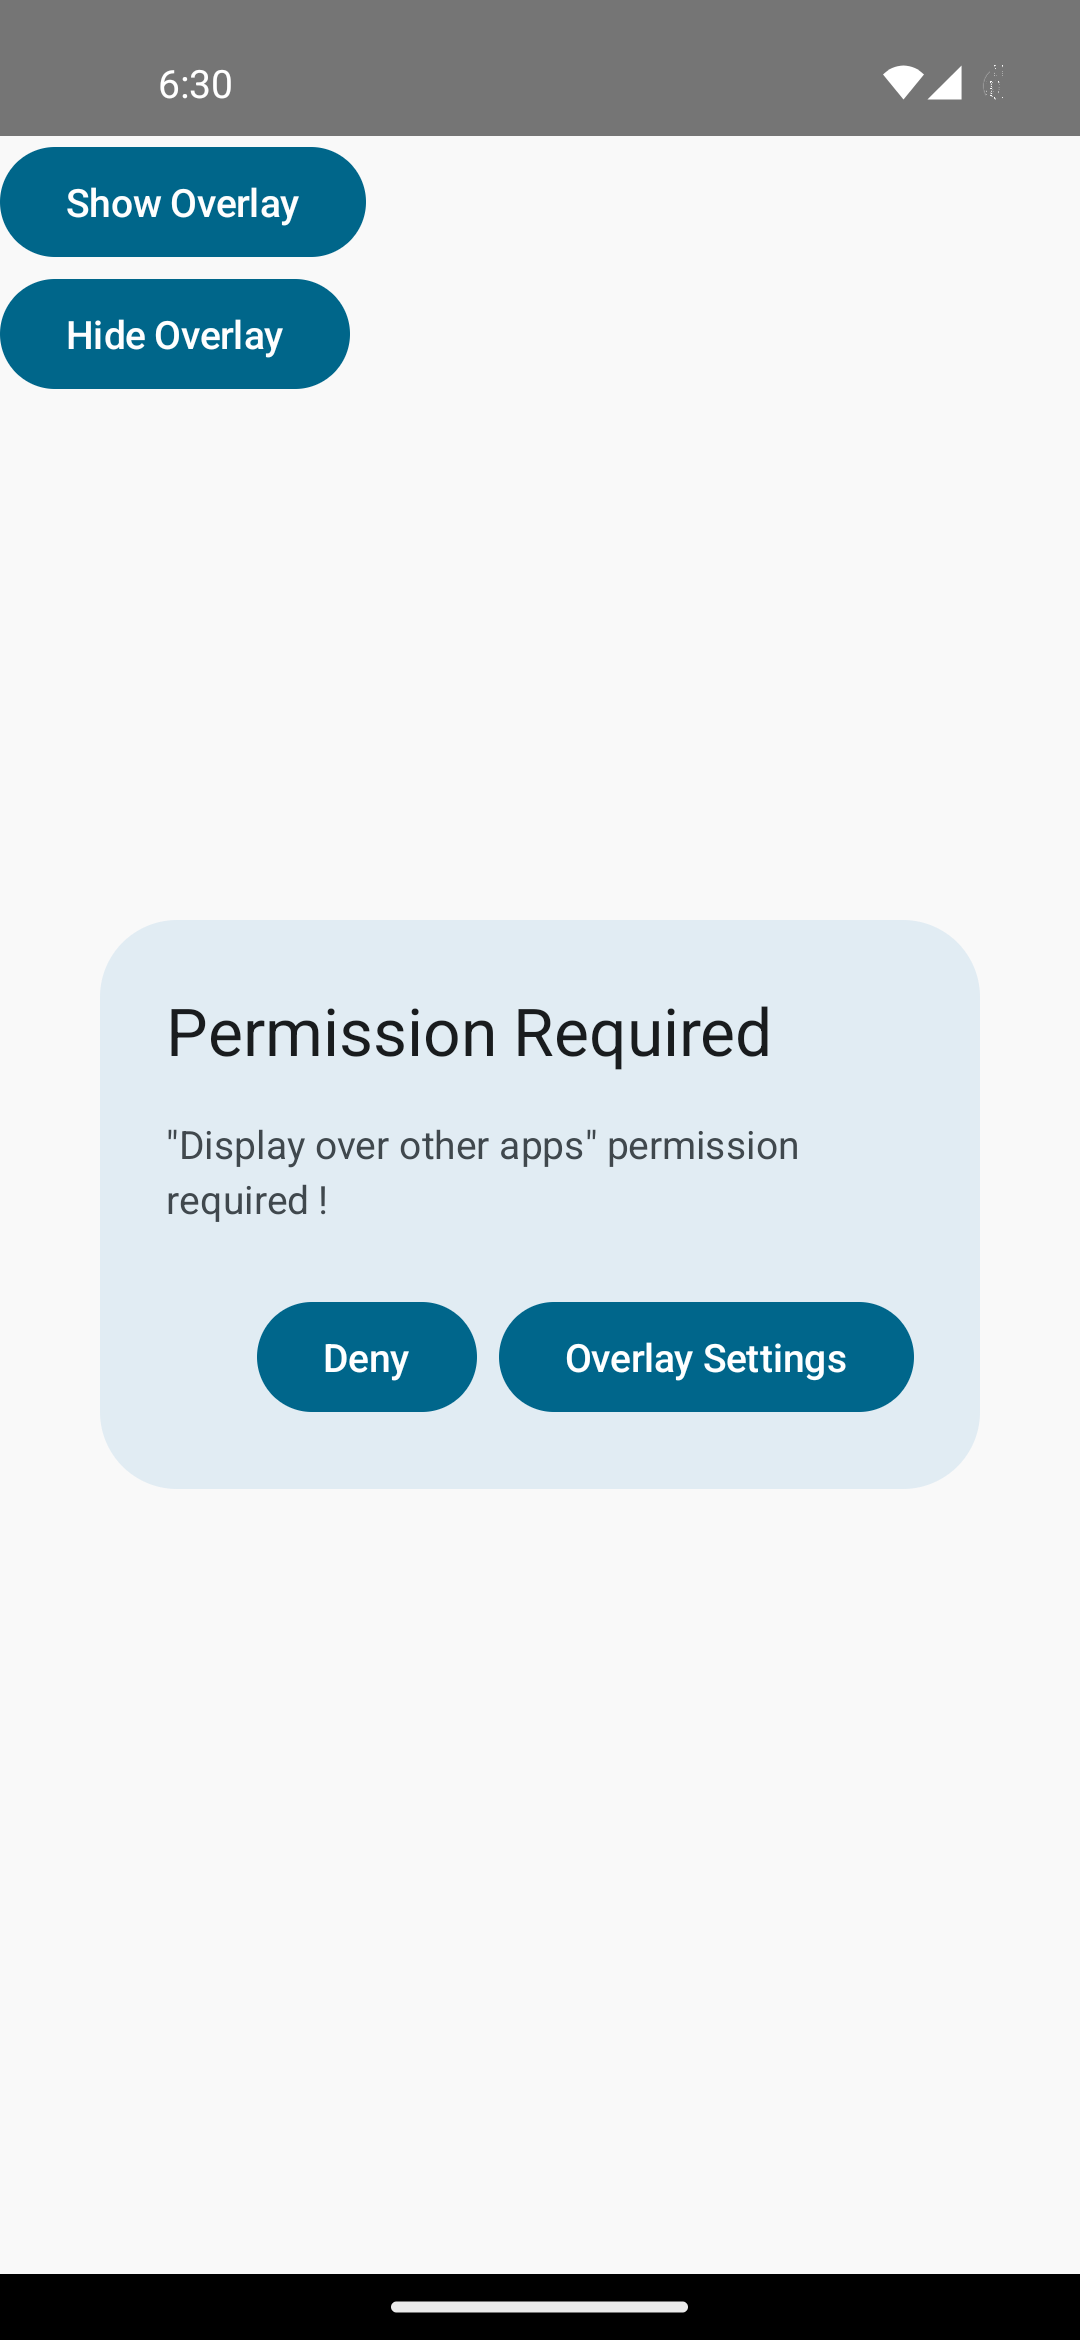 6:30
Show Overlay
Hide Overlay
Permission Required
"Display over other apps" permission
required !
Deny
Overlay Settings